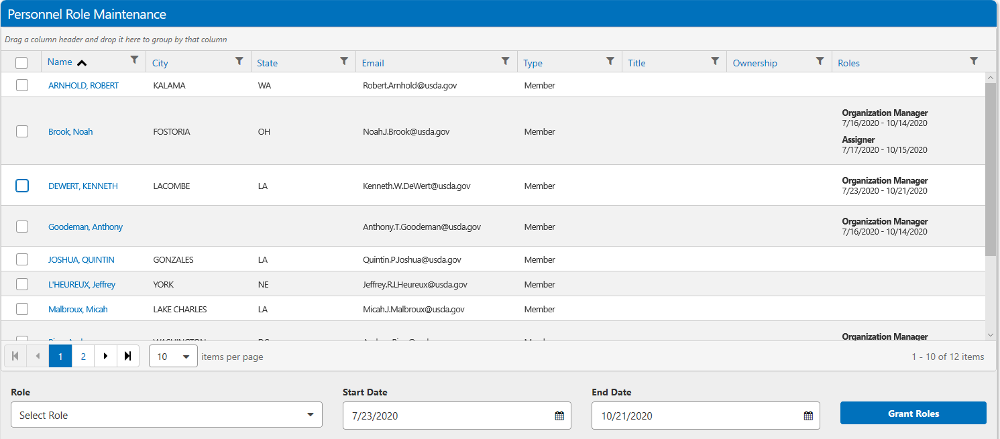 Personnel Role Maintenance
Drag a column header and drop it here to group by that column
Name City State Email Type Title Ownership Roles
ARNHOLD, ROBERT KALAMA WA Robert.Arnhold@usda.gov Member
Brook, Noah FOSTORIA OH Noah.J.Brook@usda.gov Member
Organization Manager
7/16/2020 - 10/14/2020
Assigner
7/17/2020 - 10/15/2020
DEWERT, KENNETH LACOMBE LA Kenneth.W.DeWert@usda.gov Member
Organization Manager
7/23/2020 - 10/21/2020
Goodeman, Anthony Anthony.T.Goodeman@usda.gov Member
Organization Manager
7/16/2020 - 10/14/2020
JOSHUA, QUINTIN GONZALES LA Quintin.P.Joshua@usda.gov Member
L'HEUREUX, Jeffrey YORK NE Jeffrey.R.LHeureux@usda.gov Member
Malbroux, Micah LAKE CHARLES LA Micah.J.Malbroux@usda.gov Member
Organization Manager
1 2 10 items per page 1 - 10 of 12 items
Role Start Date End Date
Select Role 7/23/2020 10/21/2020 Grant Roles